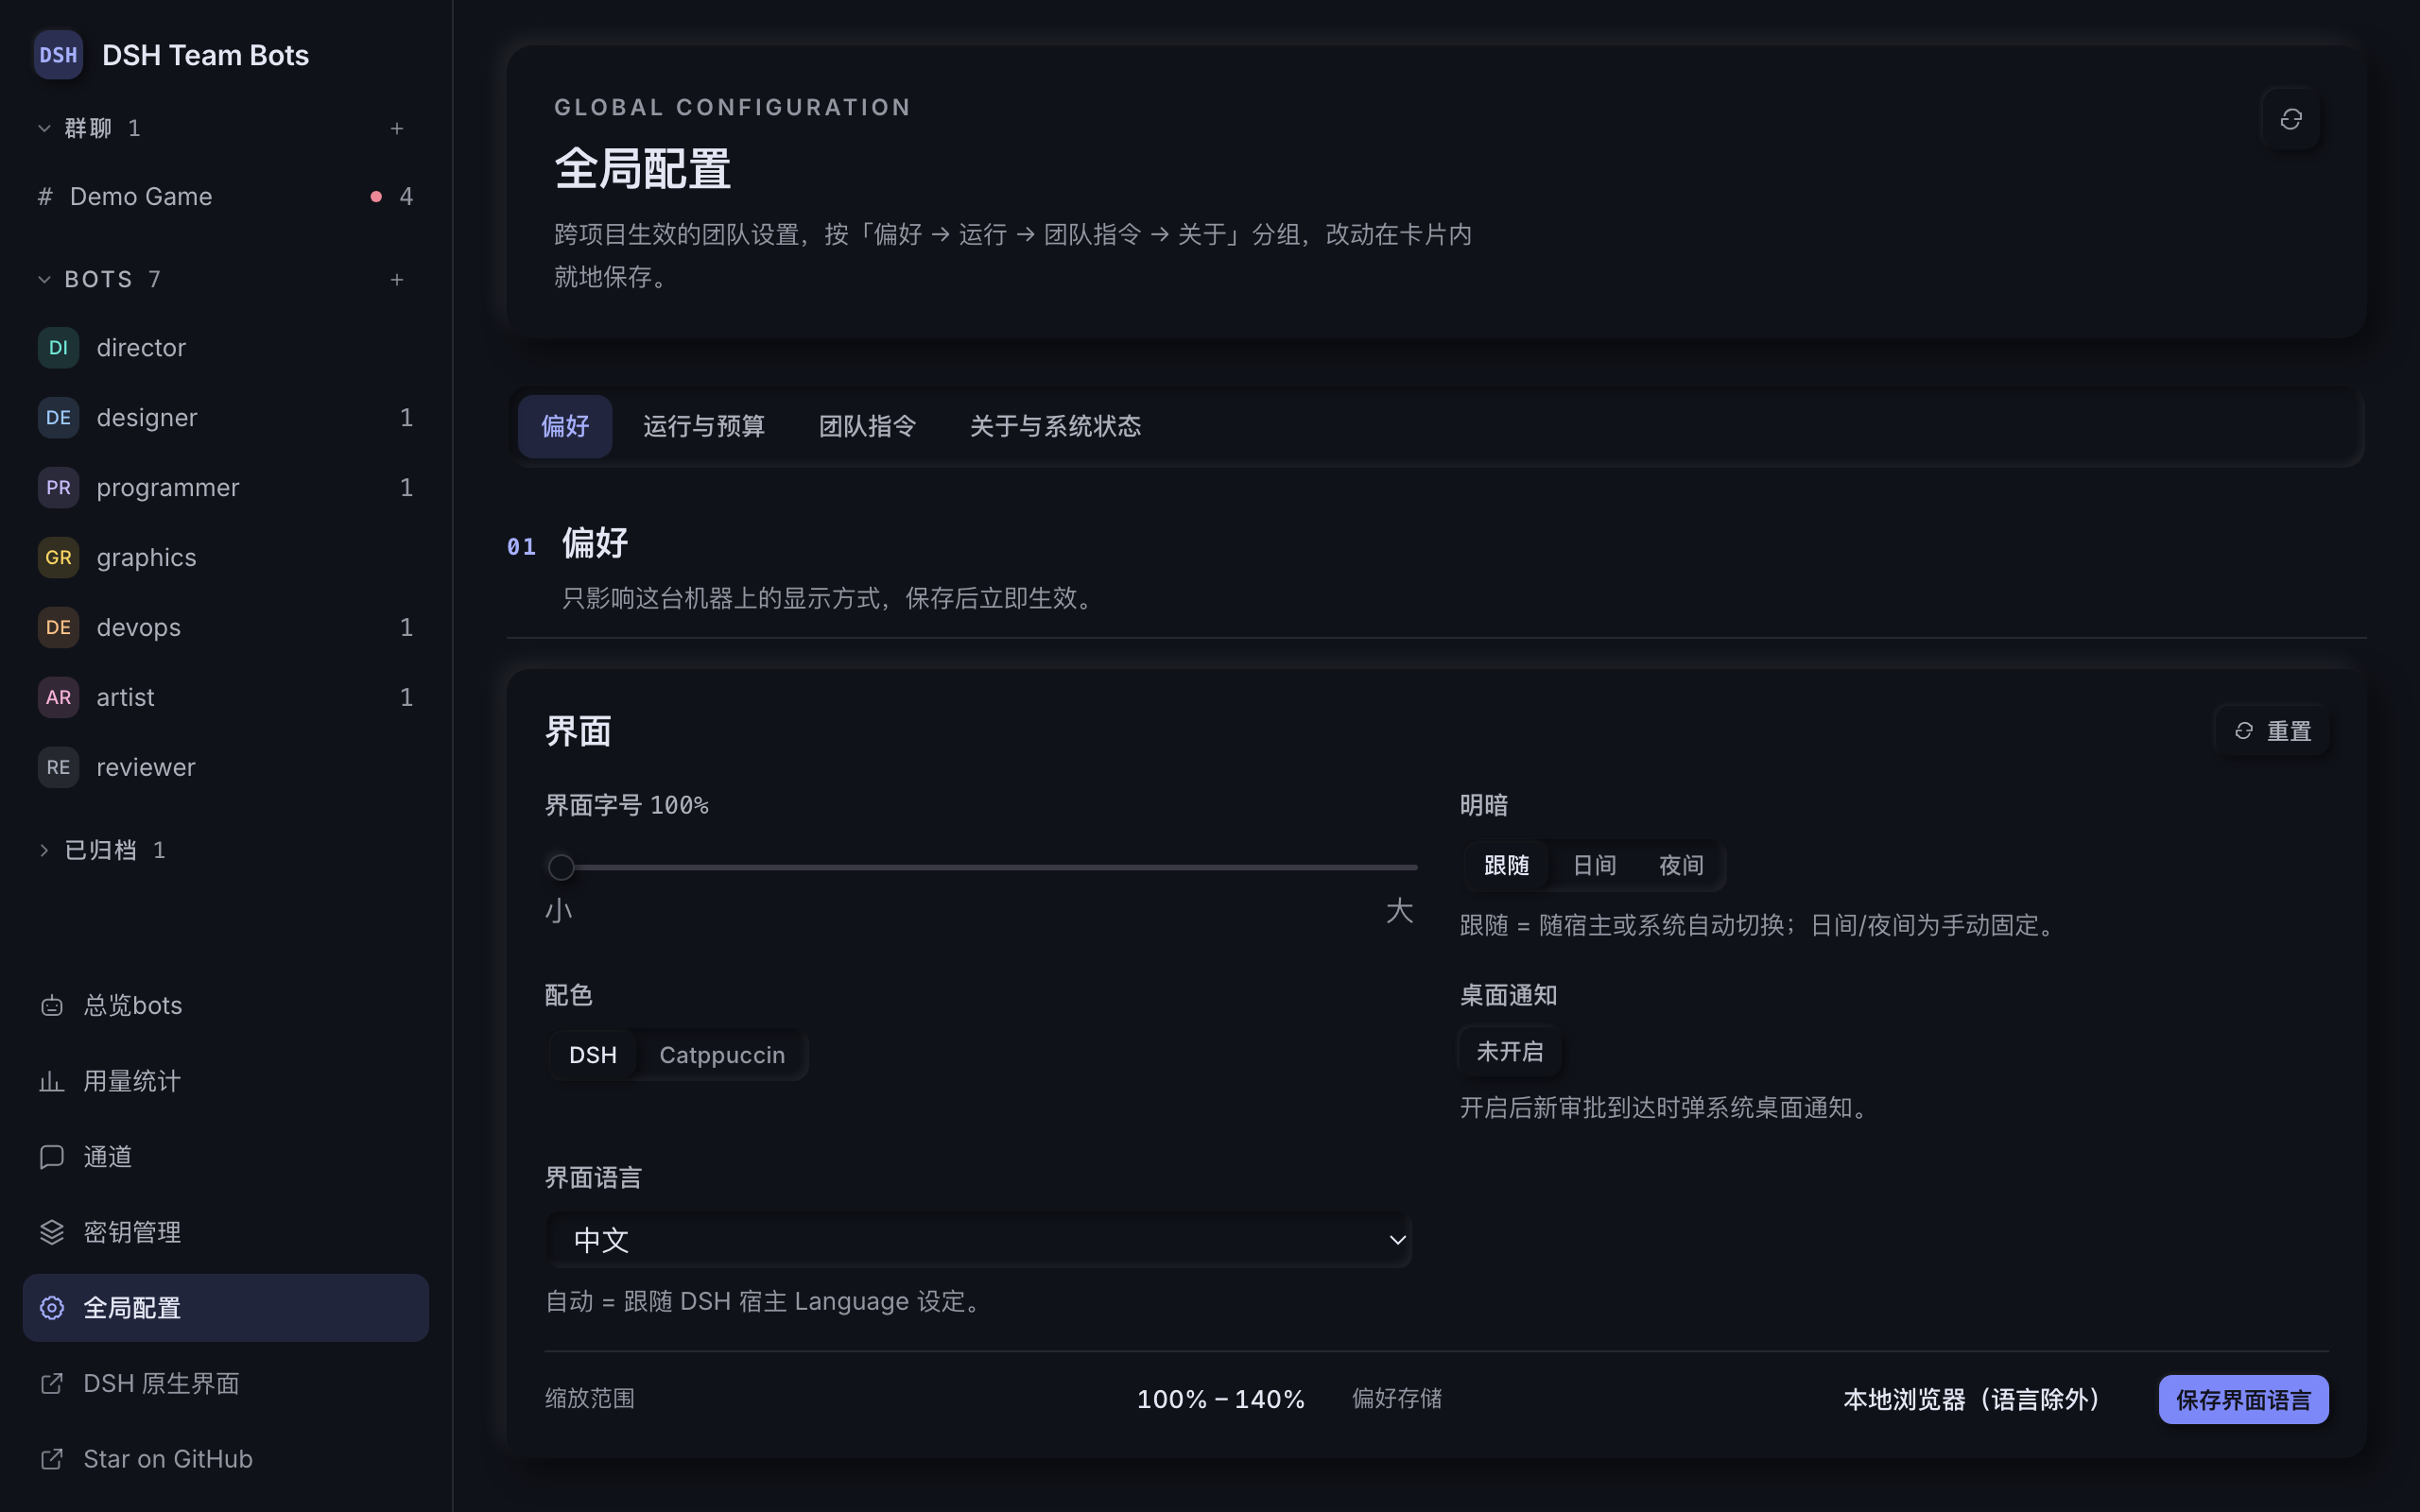 DSH
DSH Team Bots
群聊 1
+
# Demo Game
4
BOTS 7
+
DI director
DE designer 1
PR programmer 1
GR graphics
DE devops 1
AR artist 1
RE reviewer
已归档 1
总览bots
用量统计
通道
密钥管理
全局配置
DSH 原生界面
Star on GitHub
GLOBAL CONFIGURATION
全局配置
跨项目生效的团队设置，按「偏好 → 运行 → 团队指令 → 关于」分组，改动在卡片内
就地保存。
偏好 运行与预算 团队指令 关于与系统状态
01 偏好
只影响这台机器上的显示方式，保存后立即生效。
界面
重置
界面字号 100%
小 大
明暗
跟随 日间 夜间
跟随 = 随宿主或系统自动切换；日间/夜间为手动固定。
配色
DSH Catppuccin
桌面通知
未开启
开启后新审批到达时弹系统桌面通知。
界面语言
中文
自动 = 跟随 DSH 宿主 Language 设定。
缩放范围 100% – 140% 偏好存储 本地浏览器（语言除外） 保存界面语言